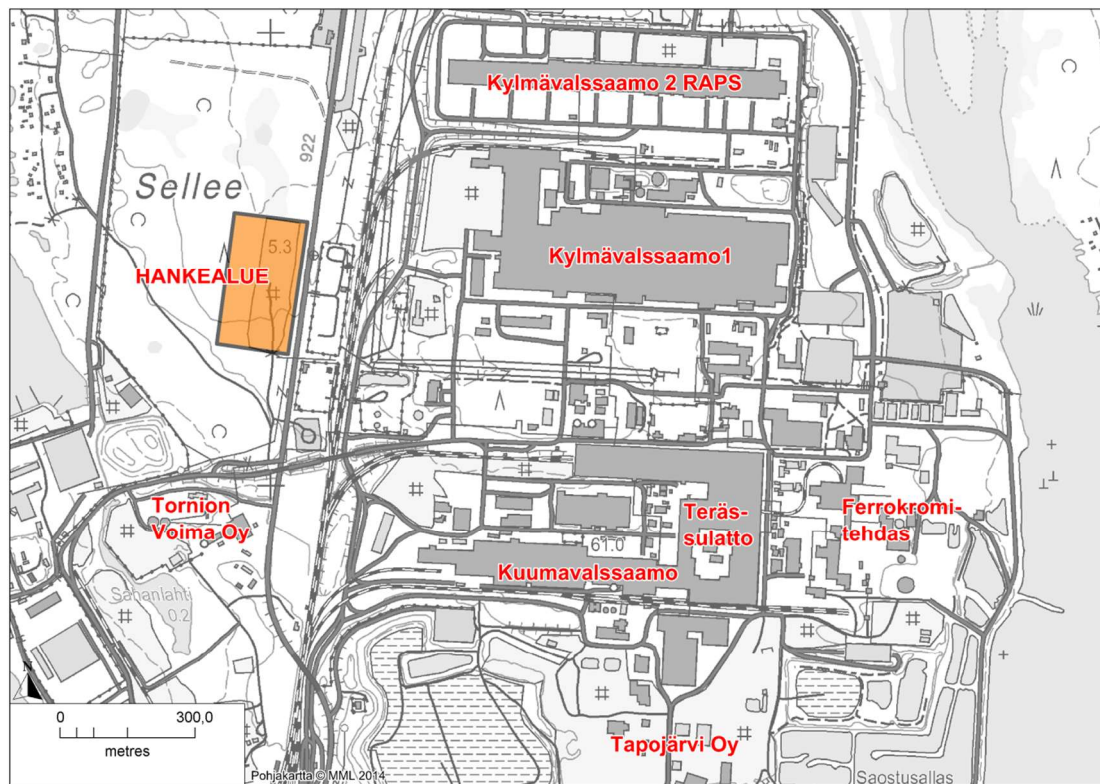 Kylmävalssaamo 2 RAPS
922
Sellee
5.3
HANKEALUE
Kylmävalssaamo1
Tornion
Voima Oy
Teräs-
sulatto
Ferrokromi-
tehdas
61.0
Kuumavalssaamo
Sahanlahti
0.2
N
0 300,0
metres
Tapojärvi Oy
Pohjakartta © MML 2014
Saostusallas